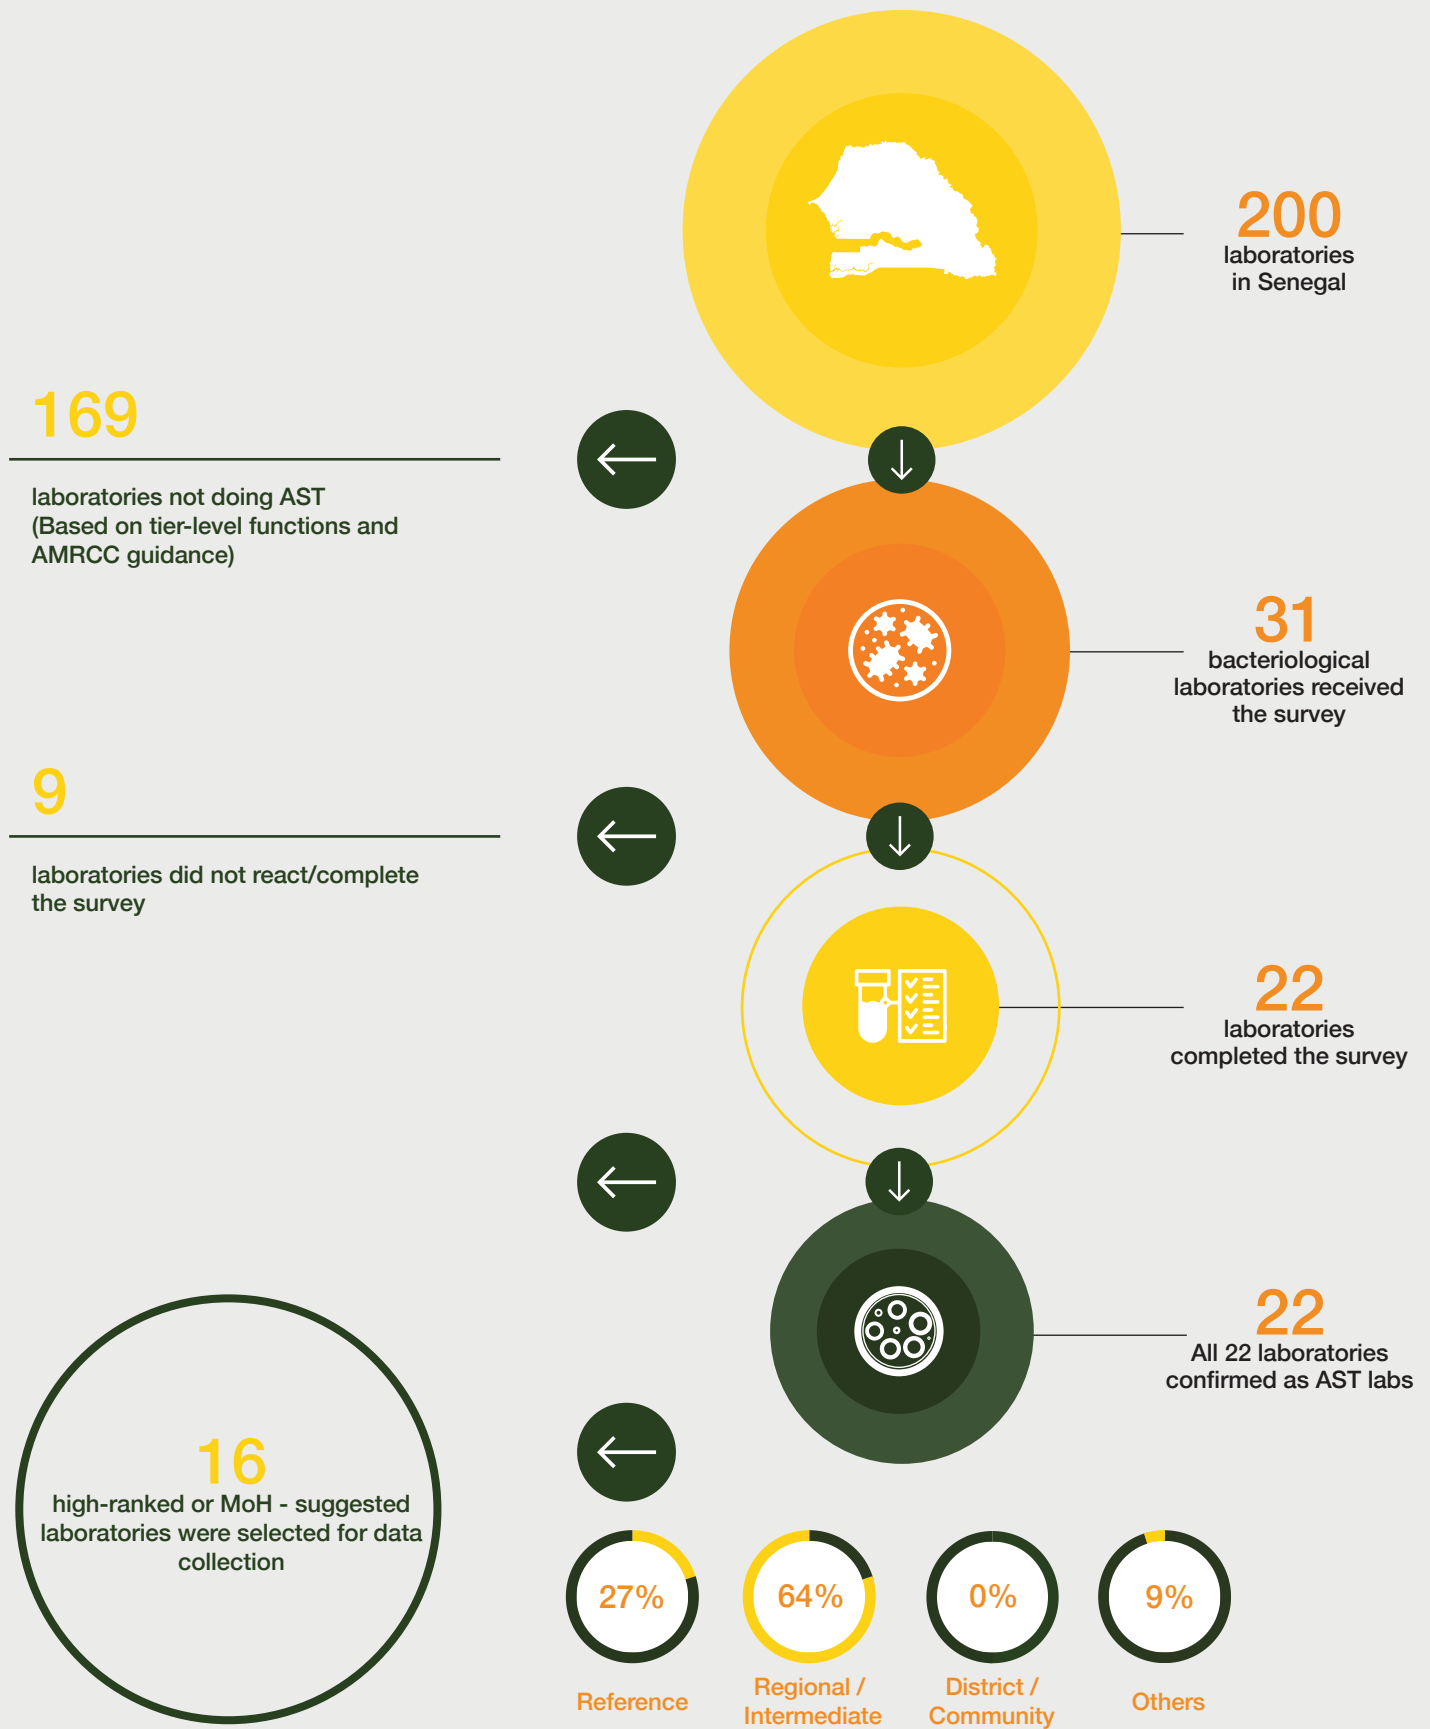 200
laboratories
in Senegal
169
laboratories not doing AST
(Based on tier-level functions and
AMRCC guidance)
31
bacteriological
laboratories received
the survey
9
laboratories did not react/complete
the survey
22
laboratories
completed the survey
22
All 22 laboratories
confirmed as AST labs
16
high-ranked or MoH - suggested
laboratories were selected for data
collection
27%
Reference
64%
Regional /
Intermediate
0%
District /
Community
9%
Others